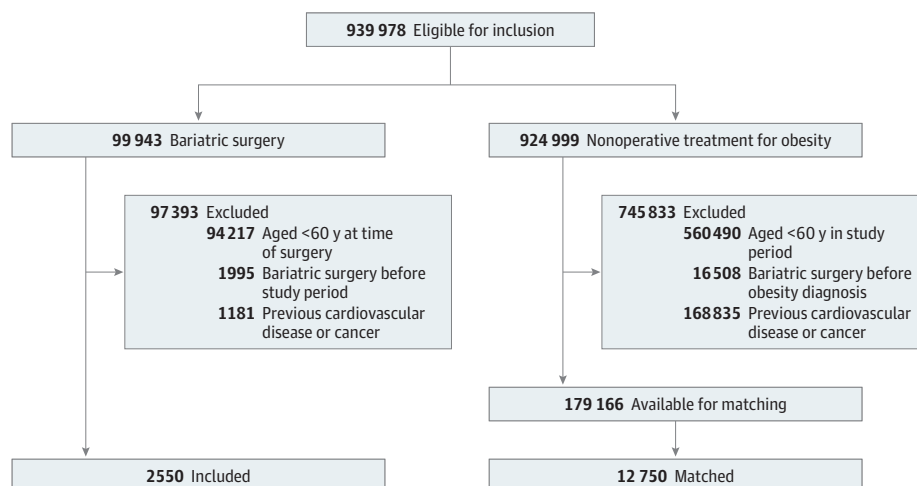 939 978 Eligible for inclusion
99 943 Bariatric surgery
924 999 Nonoperative treatment for obesity
97 393 Excluded
94 217 Aged <60 y at time
of surgery
1995 Bariatric surgery before
study period
1181 Previous cardiovascular
disease or cancer
745 833 Excluded
560 490 Aged <60 y in study
period
16 508 Bariatric surgery before
obesity diagnosis
168 835 Previous cardiovascular
disease or cancer
179 166 Available for matching
2550 Included
12 750 Matched